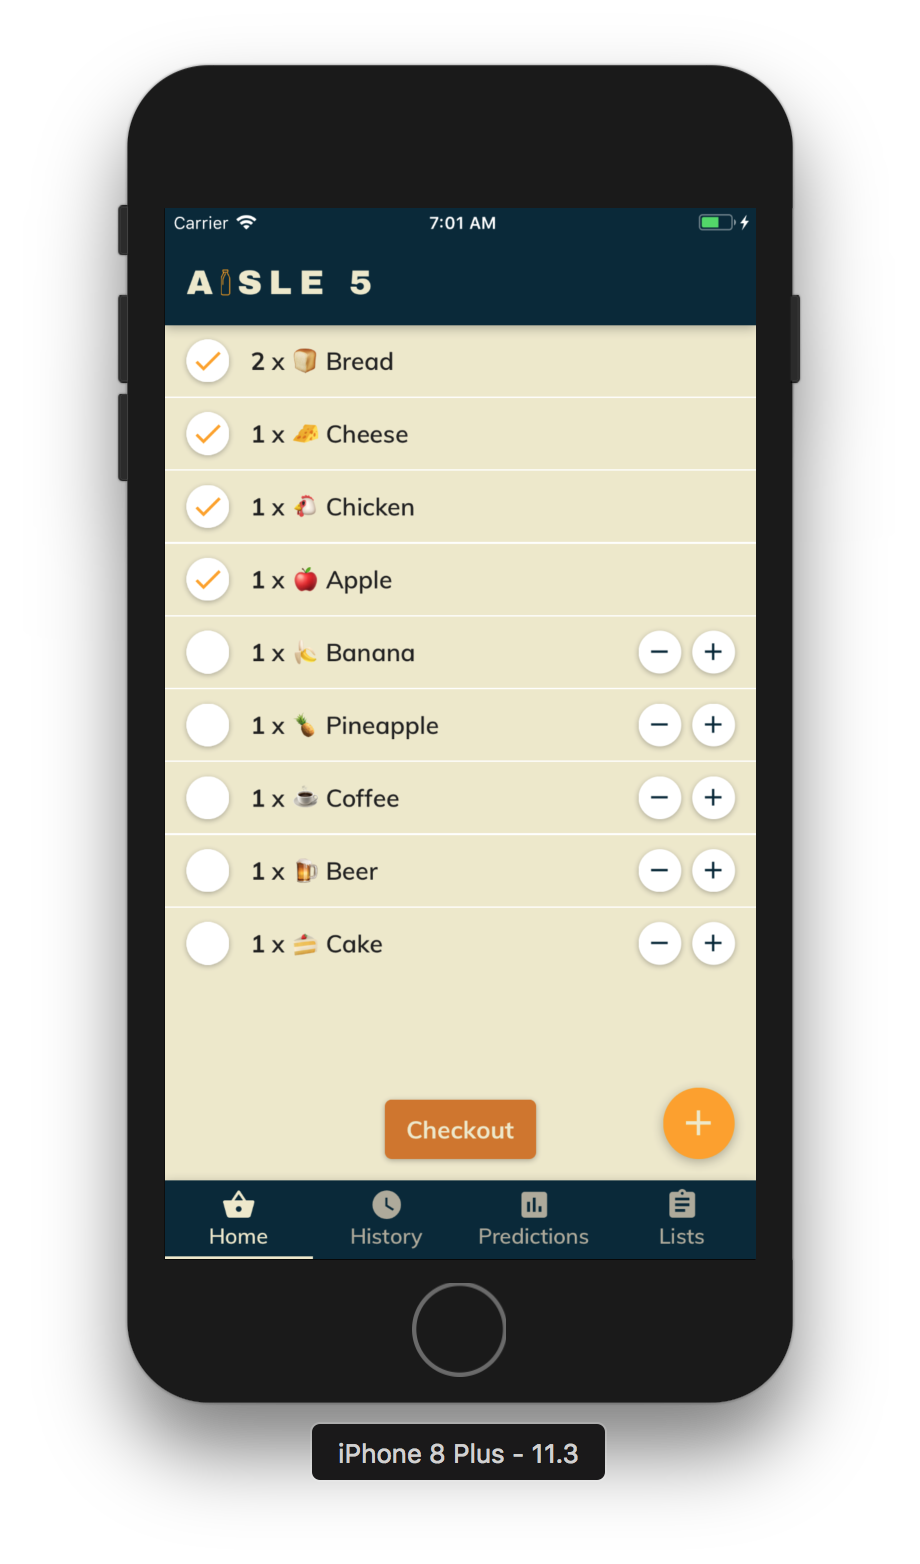 Carrier 7:01 AM
AISLE 5
2 x Bread
1 x Cheese
1 x Chicken
1 x Apple
1 x Banana
1 x Pineapple
1 x Coffee
1 x Beer
1 x Cake
Checkout
Home History Predictions Lists
iPhone 8 Plus - 11.3